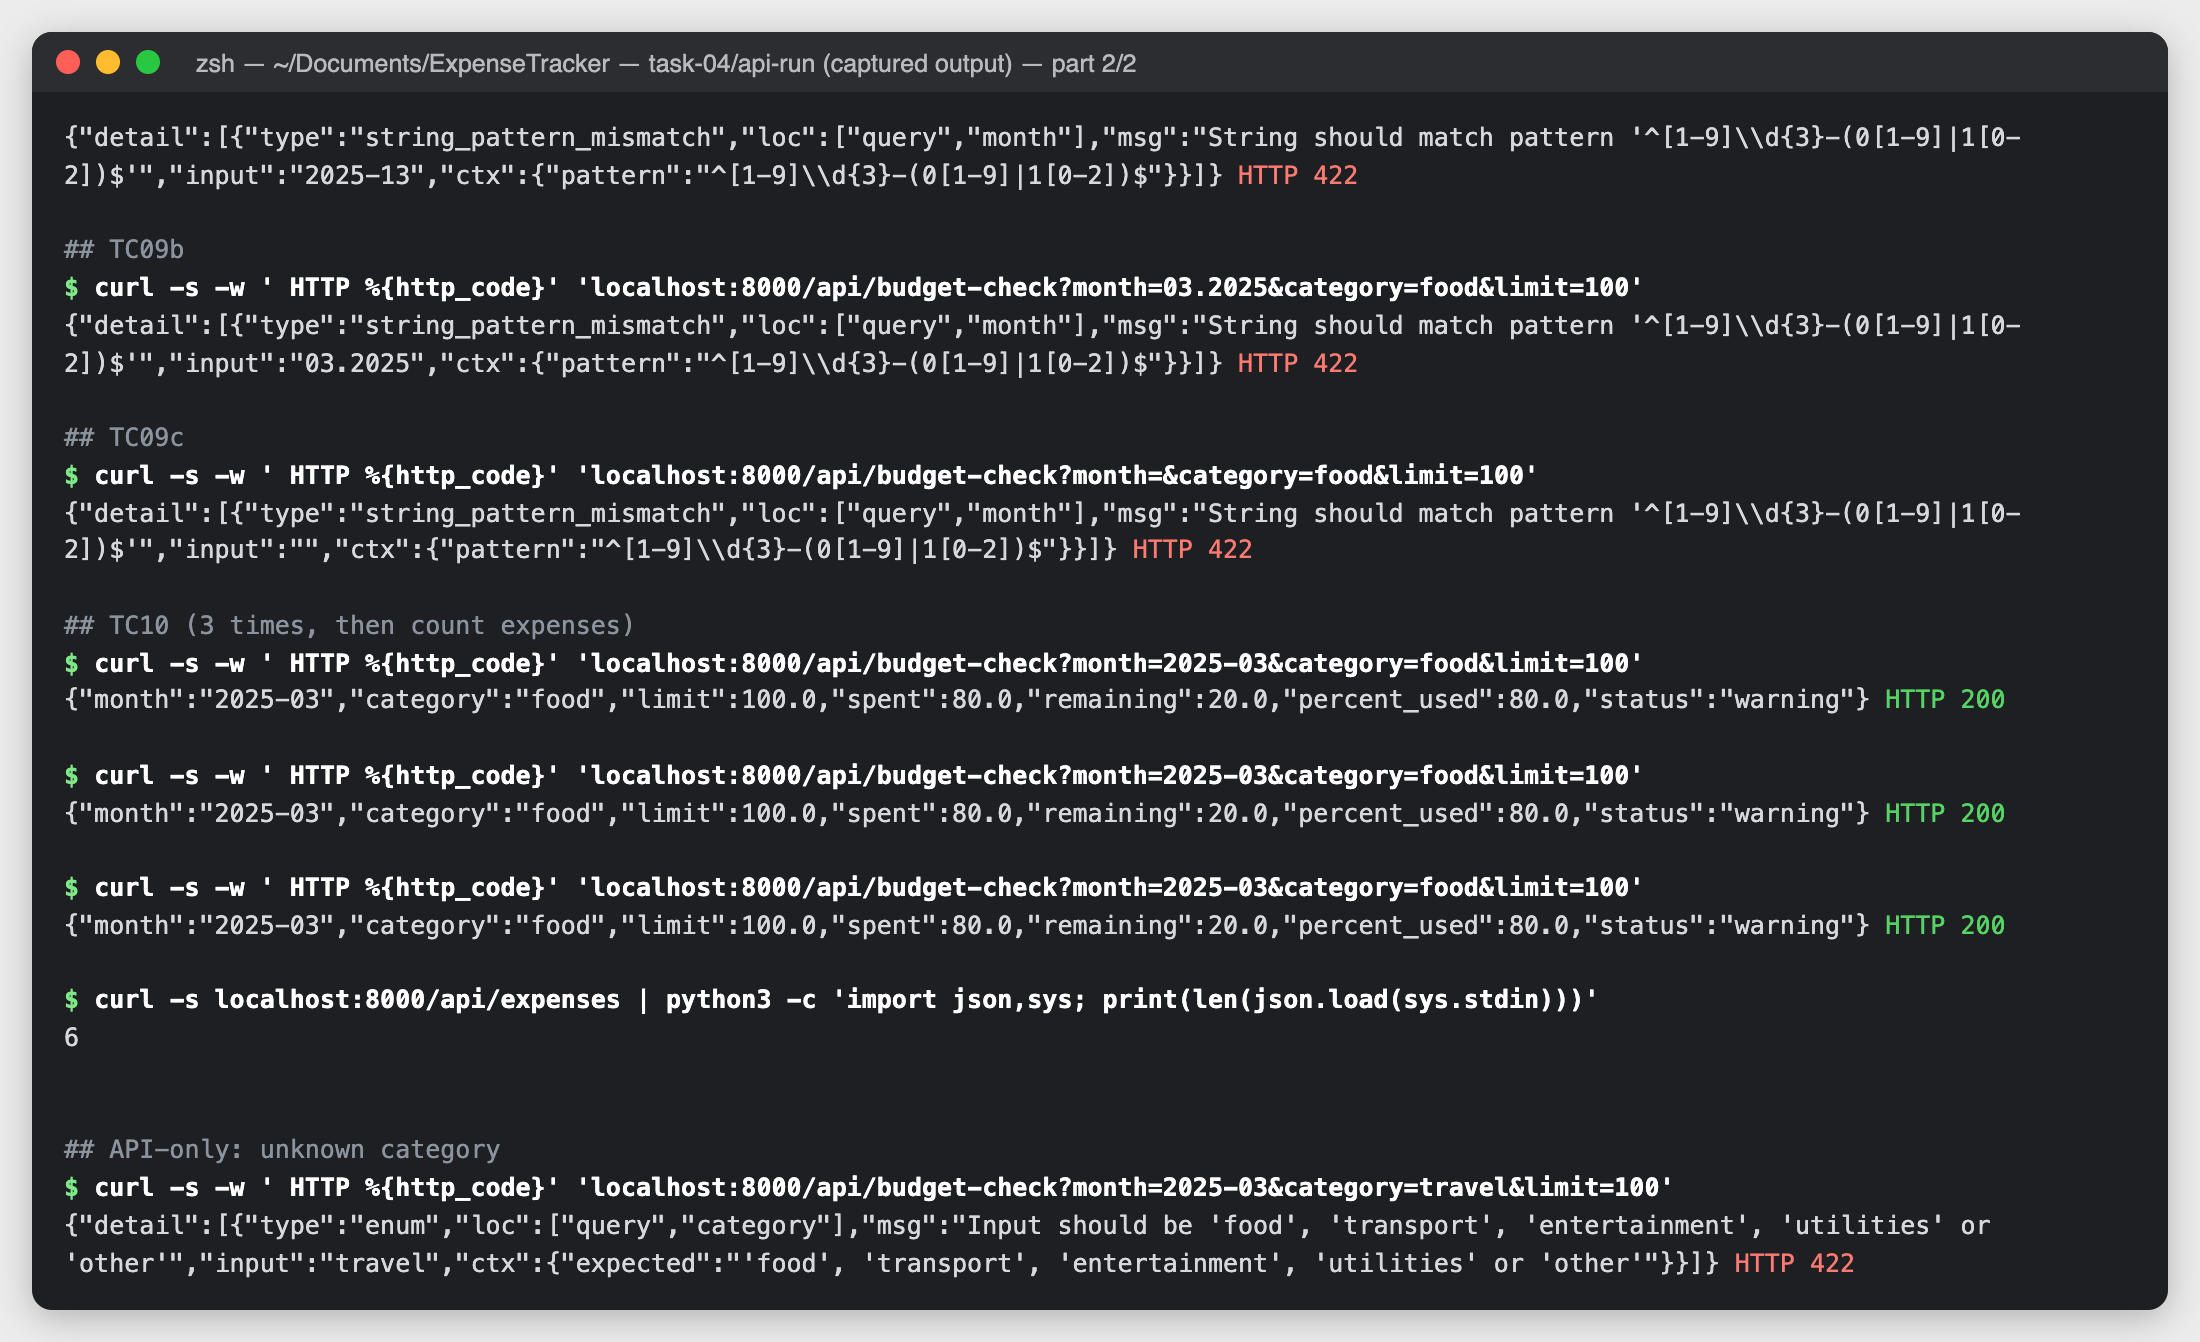 zsh — ~/Documents/ExpenseTracker — task-04/api-run (captured output) — part 2/2
{"detail":[{"type":"string_pattern_mismatch","loc":["query","month"],"msg":"String should match pattern '^[1-9]\\d{3}-(0[1-9]|1[0-
2])$'","input":"2025-13","ctx":{"pattern":"^[1-9]\\d{3}-(0[1-9]|1[0-2])$"}}]} HTTP 422
## TC09b
$ curl -s -w ' HTTP %{http_code}' 'localhost:8000/api/budget-check?month=03.2025&category=food&limit=100'
{"detail":[{"type":"string_pattern_mismatch","loc":["query","month"],"msg":"String should match pattern '^[1-9]\\d{3}-(0[1-9]|1[0-
2])$'","input":"03.2025","ctx":{"pattern":"^[1-9]\\d{3}-(0[1-9]|1[0-2])$"}}]} HTTP 422
## TC09c
$ curl -s -w ' HTTP %{http_code}' 'localhost:8000/api/budget-check?month=&category=food&limit=100'
{"detail":[{"type":"string_pattern_mismatch","loc":["query","month"],"msg":"String should match pattern '^[1-9]\\d{3}-(0[1-9]|1[0-
2])$'","input":"","ctx":{"pattern":"^[1-9]\\d{3}-(0[1-9]|1[0-2])$"}}]} HTTP 422
## TC10 (3 times, then count expenses)
$ curl -s -w ' HTTP %{http_code}' 'localhost:8000/api/budget-check?month=2025-03&category=food&limit=100'
{"month":"2025-03","category":"food","limit":100.0,"spent":80.0,"remaining":20.0,"percent_used":80.0,"status":"warning"} HTTP 200
$ curl -s -w ' HTTP %{http_code}' 'localhost:8000/api/budget-check?month=2025-03&category=food&limit=100'
{"month":"2025-03","category":"food","limit":100.0,"spent":80.0,"remaining":20.0,"percent_used":80.0,"status":"warning"} HTTP 200
$ curl -s -w ' HTTP %{http_code}' 'localhost:8000/api/budget-check?month=2025-03&category=food&limit=100'
{"month":"2025-03","category":"food","limit":100.0,"spent":80.0,"remaining":20.0,"percent_used":80.0,"status":"warning"} HTTP 200
$ curl -s localhost:8000/api/expenses | python3 -c 'import json,sys; print(len(json.load(sys.stdin)))'
6
## API-only: unknown category
$ curl -s -w ' HTTP %{http_code}' 'localhost:8000/api/budget-check?month=2025-03&category=travel&limit=100'
{"detail":[{"type":"enum","loc":["query","category"],"msg":"Input should be 'food', 'transport', 'entertainment', 'utilities' or
'other'","input":"travel","ctx":{"expected":"'food', 'transport', 'entertainment', 'utilities' or 'other'"}}]} HTTP 422